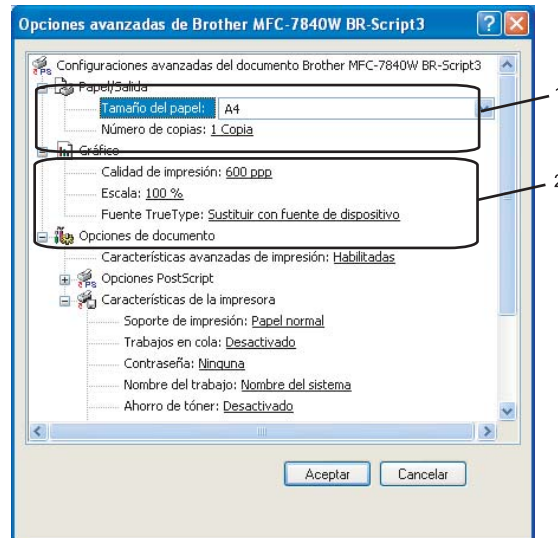 Opciones avanzadas de Brother MFC-7840W BR-Script3
Configuraciones avanzadas del documento Brother MFC-7840W BR-Script3
Papel/Salida
Tamaño del papel: A4
1
Número de copias: 1 Copia
Gráfico
Calidad de impresión: 600 ppp
2
Escala: 100 %
Fuente TrueType: Sustituir con fuente de dispositivo
Opciones de documento
Características avanzadas de impresión: Habilitadas
Opciones PostScript
Características de la impresora
Soporte de impresión: Papel normal
Trabajos en cola: Desactivado
Contraseña: Ninguna
Nombre del trabajo: Nombre del sistema
Ahorro de tóner: Desactivado
Aceptar Cancelar